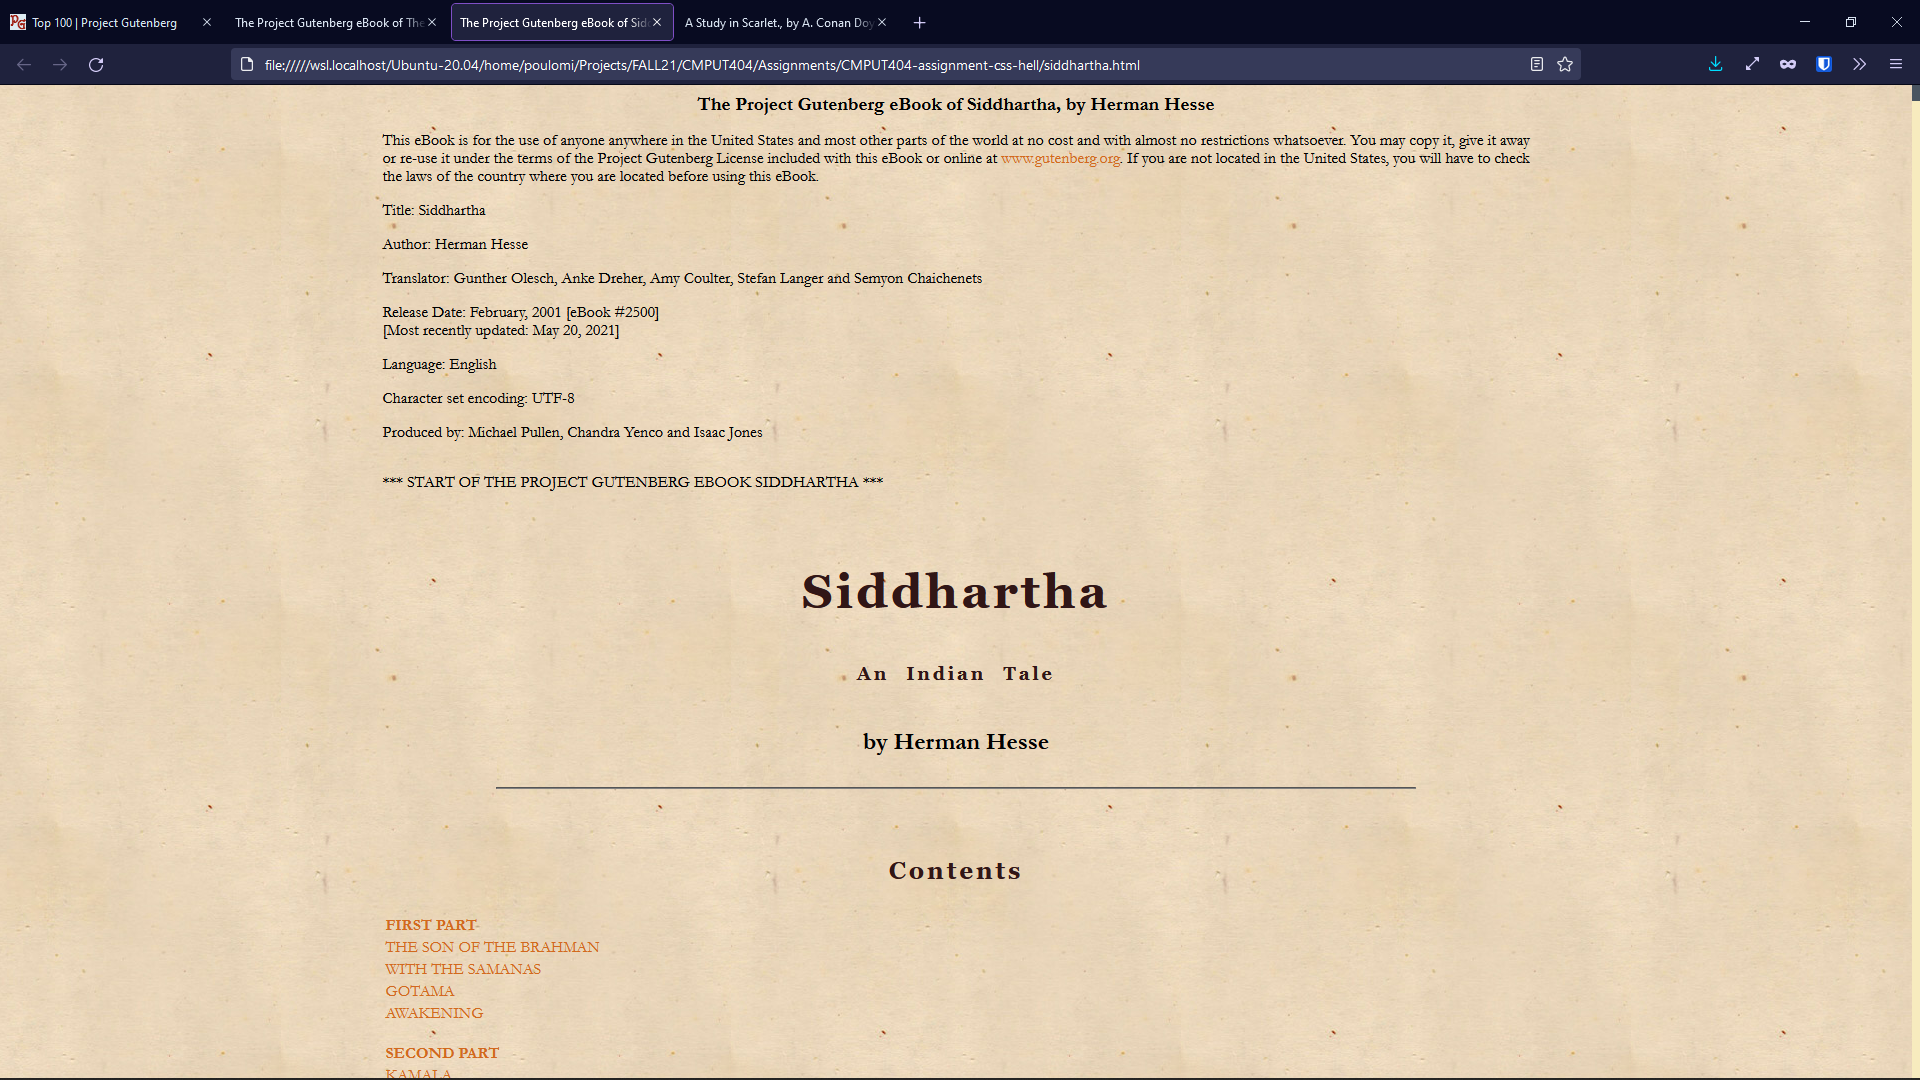 Top 100 | Project Gutenberg
The Project Gutenberg eBook of The
The Project Gutenberg eBook of Sid
A Study in Scarlet., by A. Conan Doy
file://///wsl.localhost/Ubuntu-20.04/home/poulomi/Projects/FALL21/CMPUT404/Assignments/CMPUT404-assignment-css-hell/siddhartha.html
The Project Gutenberg eBook of Siddhartha, by Herman Hesse
This eBook is for the use of anyone anywhere in the United States and most other parts of the world at no cost and with almost no restrictions whatsoever. You may copy it, give it away
or re-use it under the terms of the Project Gutenberg License included with this eBook or online at www.gutenberg.org. If you are not located in the United States, you will have to check
the laws of the country where you are located before using this eBook.
Title: Siddhartha
Author: Herman Hesse
Translator: Gunther Olesch, Anke Dreher, Amy Coulter, Stefan Langer and Semyon Chaichenets
Release Date: February, 2001 [eBook #2500]
[Most recently updated: May 20, 2021]
Language: English
Character set encoding: UTF-8
Produced by: Michael Pullen, Chandra Yenco and Isaac Jones
*** START OF THE PROJECT GUTENBERG EBOOK SIDDHARTHA ***
Siddhartha
An Indian Tale
by Herman Hesse
Contents
FIRST PART
THE SON OF THE BRAHMAN
WITH THE SAMANAS
GOTAMA
AWAKENING
SECOND PART
KAMALA